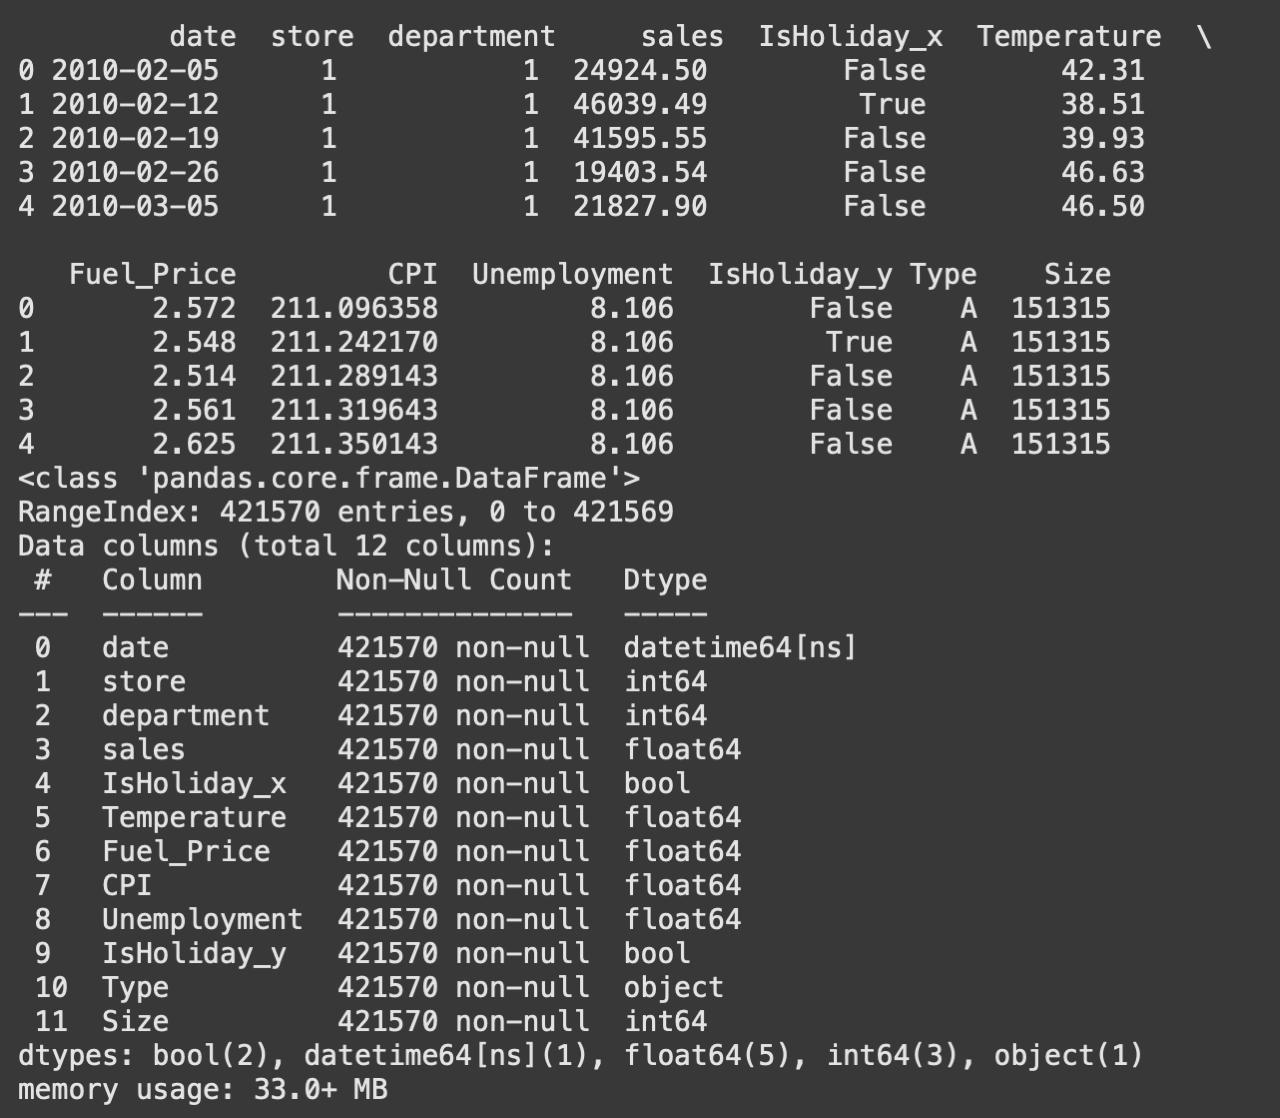 date  store  department     sales  IsHoliday_x  Temperature  \
0 2010-02-05      1           1  24924.50        False        42.31
1 2010-02-12      1           1  46039.49         True        38.51
2 2010-02-19      1           1  41595.55        False        39.93
3 2010-02-26      1           1  19403.54        False        46.63
4 2010-03-05      1           1  21827.90        False        46.50
   Fuel_Price         CPI  Unemployment  IsHoliday_y Type    Size
0       2.572  211.096358         8.106        False    A  151315
1       2.548  211.242170         8.106         True    A  151315
2       2.514  211.289143         8.106        False    A  151315
3       2.561  211.319643         8.106        False    A  151315
4       2.625  211.350143         8.106        False    A  151315
<class 'pandas.core.frame.DataFrame'>
RangeIndex: 421570 entries, 0 to 421569
Data columns (total 12 columns):
 #   Column        Non-Null Count   Dtype
---  ------        --------------   -----
 0   date          421570 non-null  datetime64[ns]
 1   store         421570 non-null  int64
 2   department    421570 non-null  int64
 3   sales         421570 non-null  float64
 4   IsHoliday_x   421570 non-null  bool
 5   Temperature   421570 non-null  float64
 6   Fuel_Price    421570 non-null  float64
 7   CPI           421570 non-null  float64
 8   Unemployment  421570 non-null  float64
 9   IsHoliday_y   421570 non-null  bool
 10  Type          421570 non-null  object
 11  Size          421570 non-null  int64
dtypes: bool(2), datetime64[ns](1), float64(5), int64(3), object(1)
memory usage: 33.0+ MB